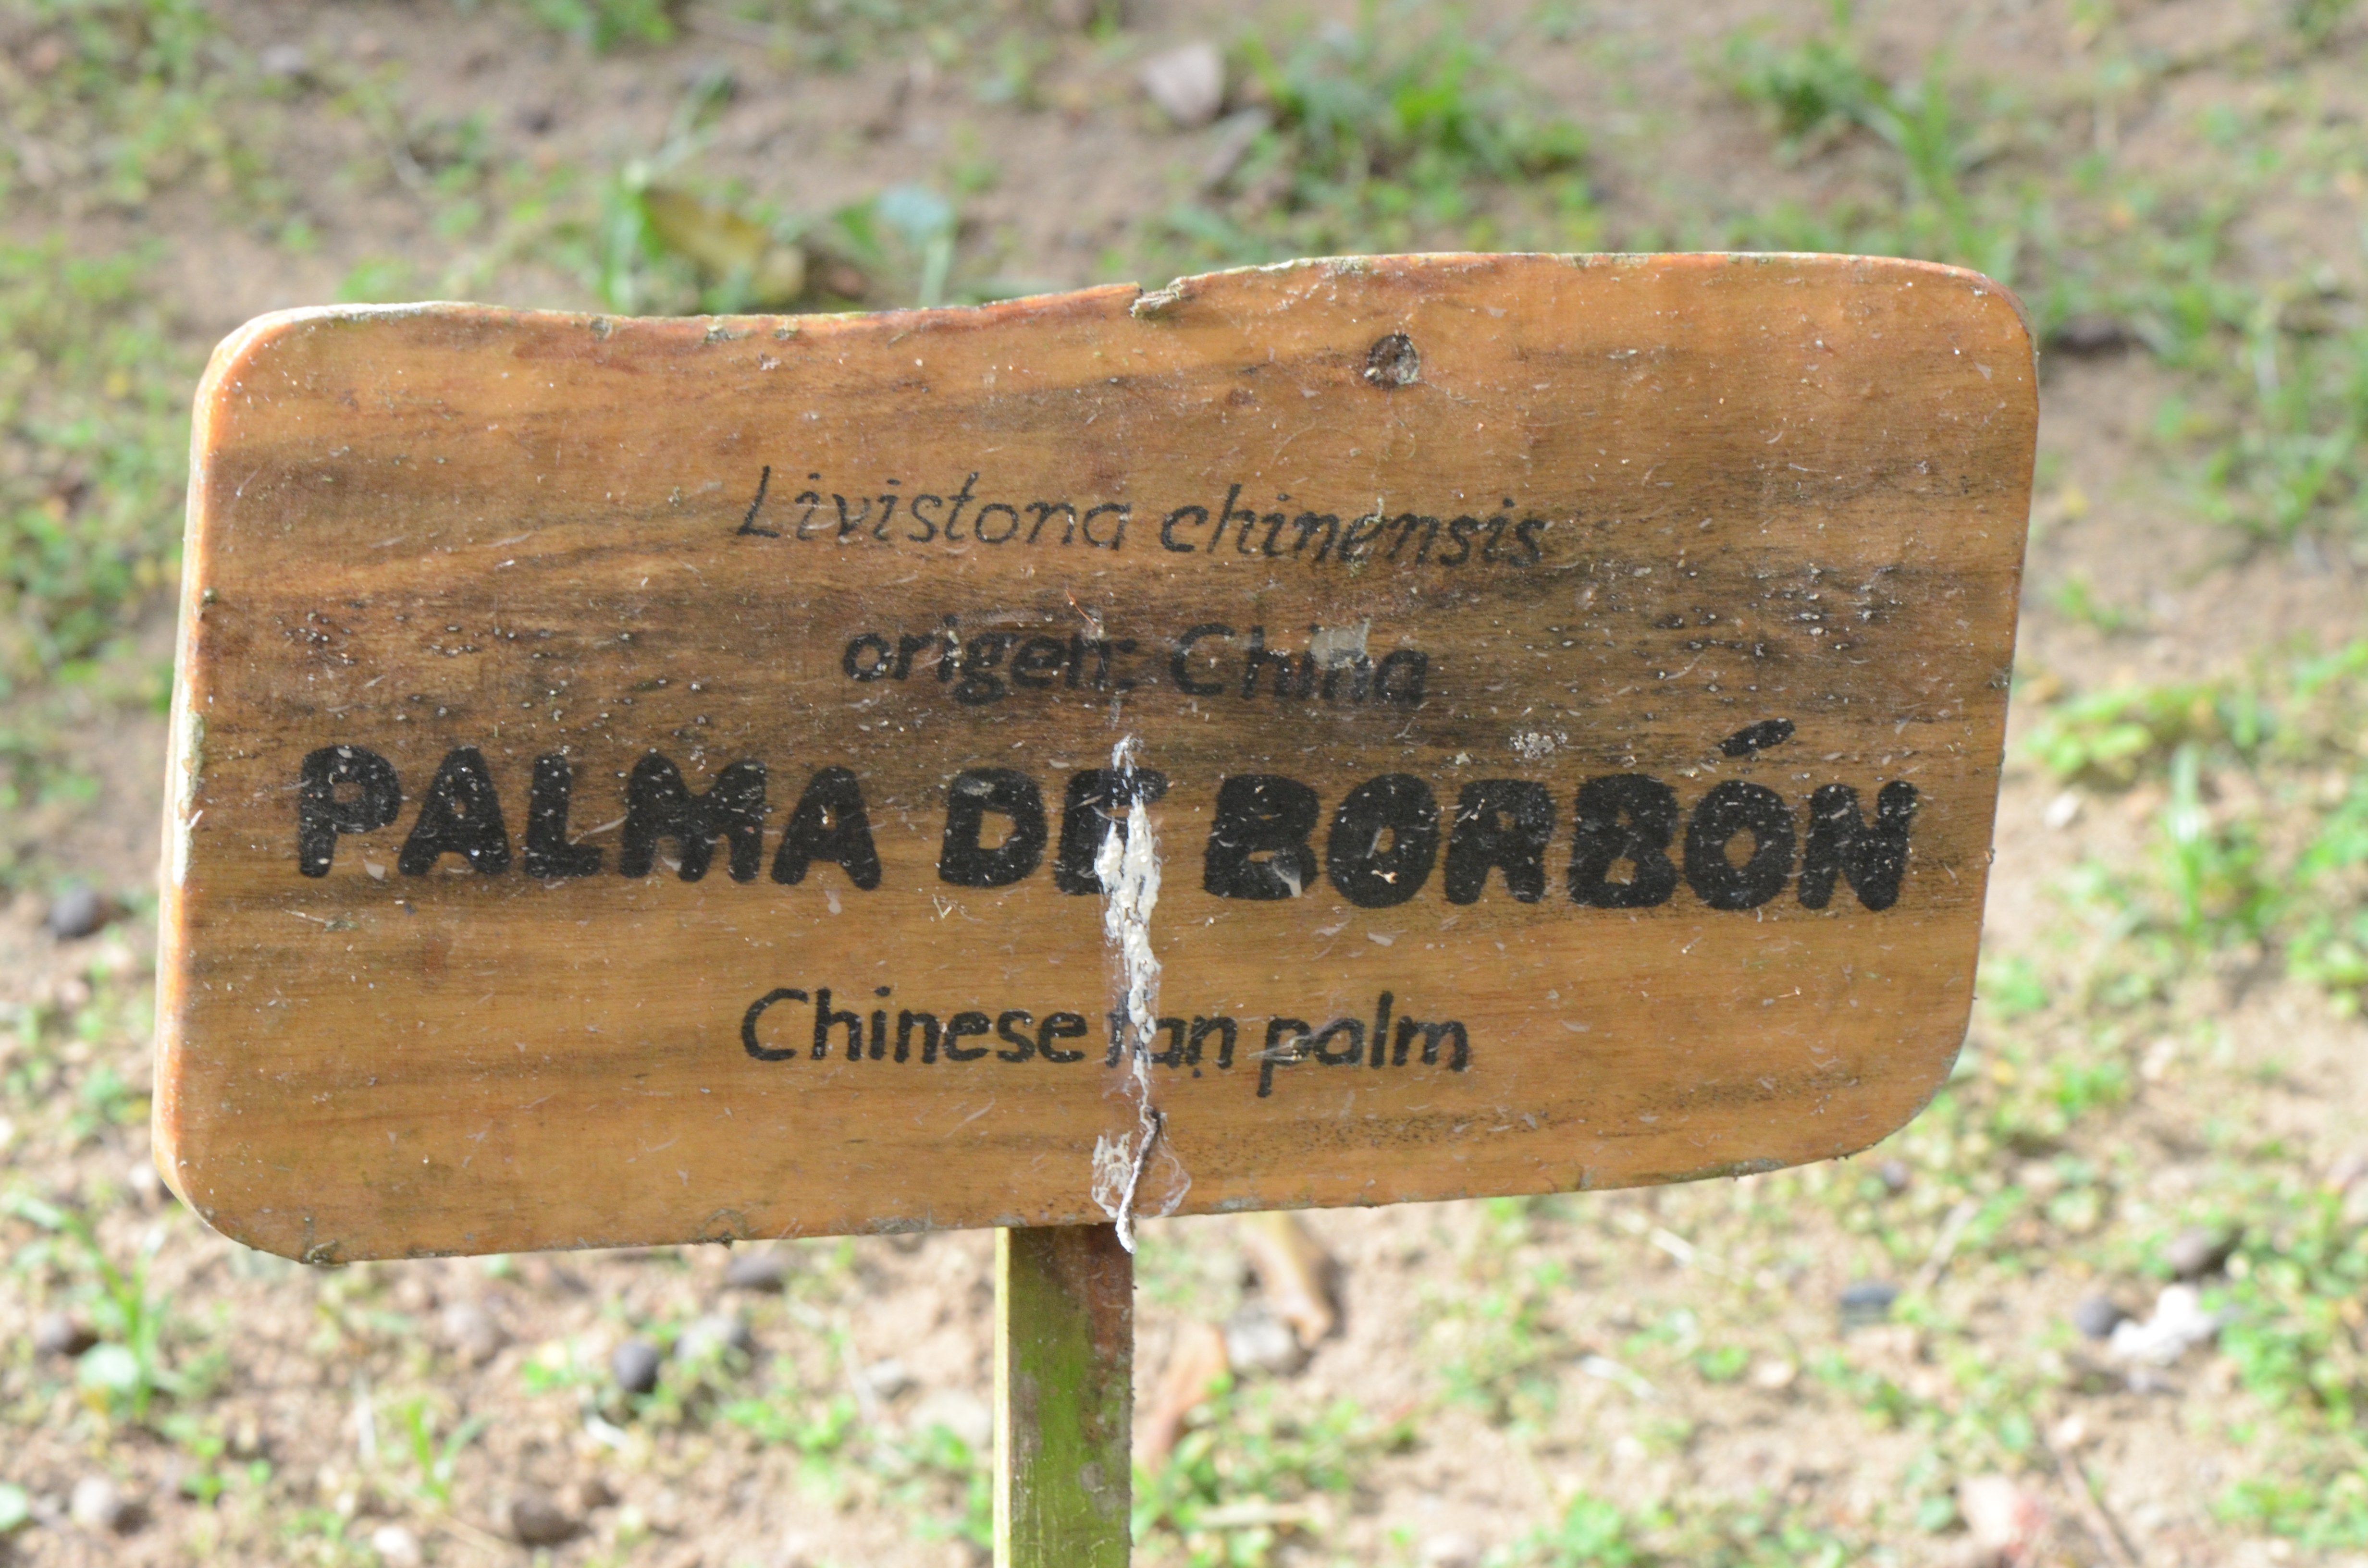 Livistona chinensis
origen: China
PALMA DE BORBÓN
Chinese fan palm